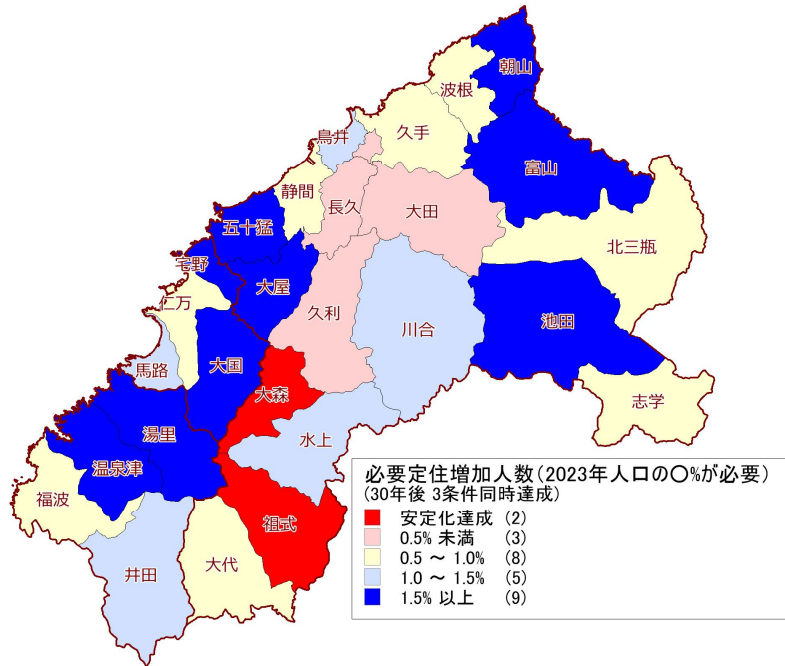 朝山
波根
久手
鳥井
富山
静間
長久
大田
五十猛
北三瓶
宅野
大屋
仁万
久利
川合
池田
馬路
大国
大森
志学
湯里
水上
温泉津
福波
祖式
井田
大代
必要定住増加人数(2023年人口の〇%が必要)
(30年後 3条件同時達成)
安定化達成 (2)
0.5% 未満 (3)
0.5 ～ 1.0% (8)
1.0 ～ 1.5% (5)
1.5% 以上 (9)